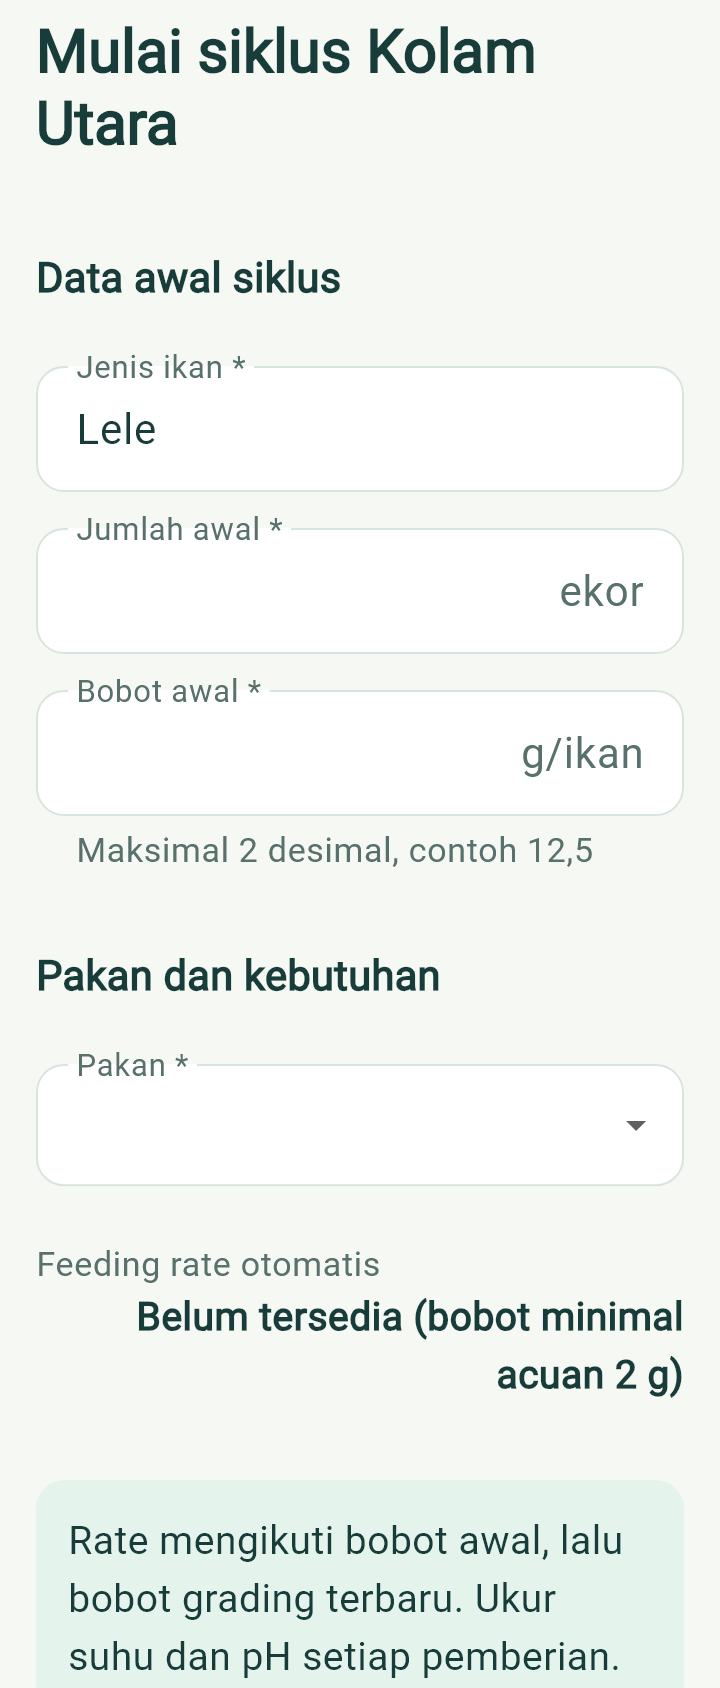 Mulai siklus Kolam
Utara
Data awal siklus
Jenis ikan *
Lele
Jumlah awal *
ekor
Bobot awal *
g/ikan
Maksimal 2 desimal, contoh 12,5
Pakan dan kebutuhan
Pakan *
Feeding rate otomatis
Belum tersedia (bobot minimal
acuan 2 g)
Rate mengikuti bobot awal, lalu
bobot grading terbaru. Ukur
suhu dan pH setiap pemberian.